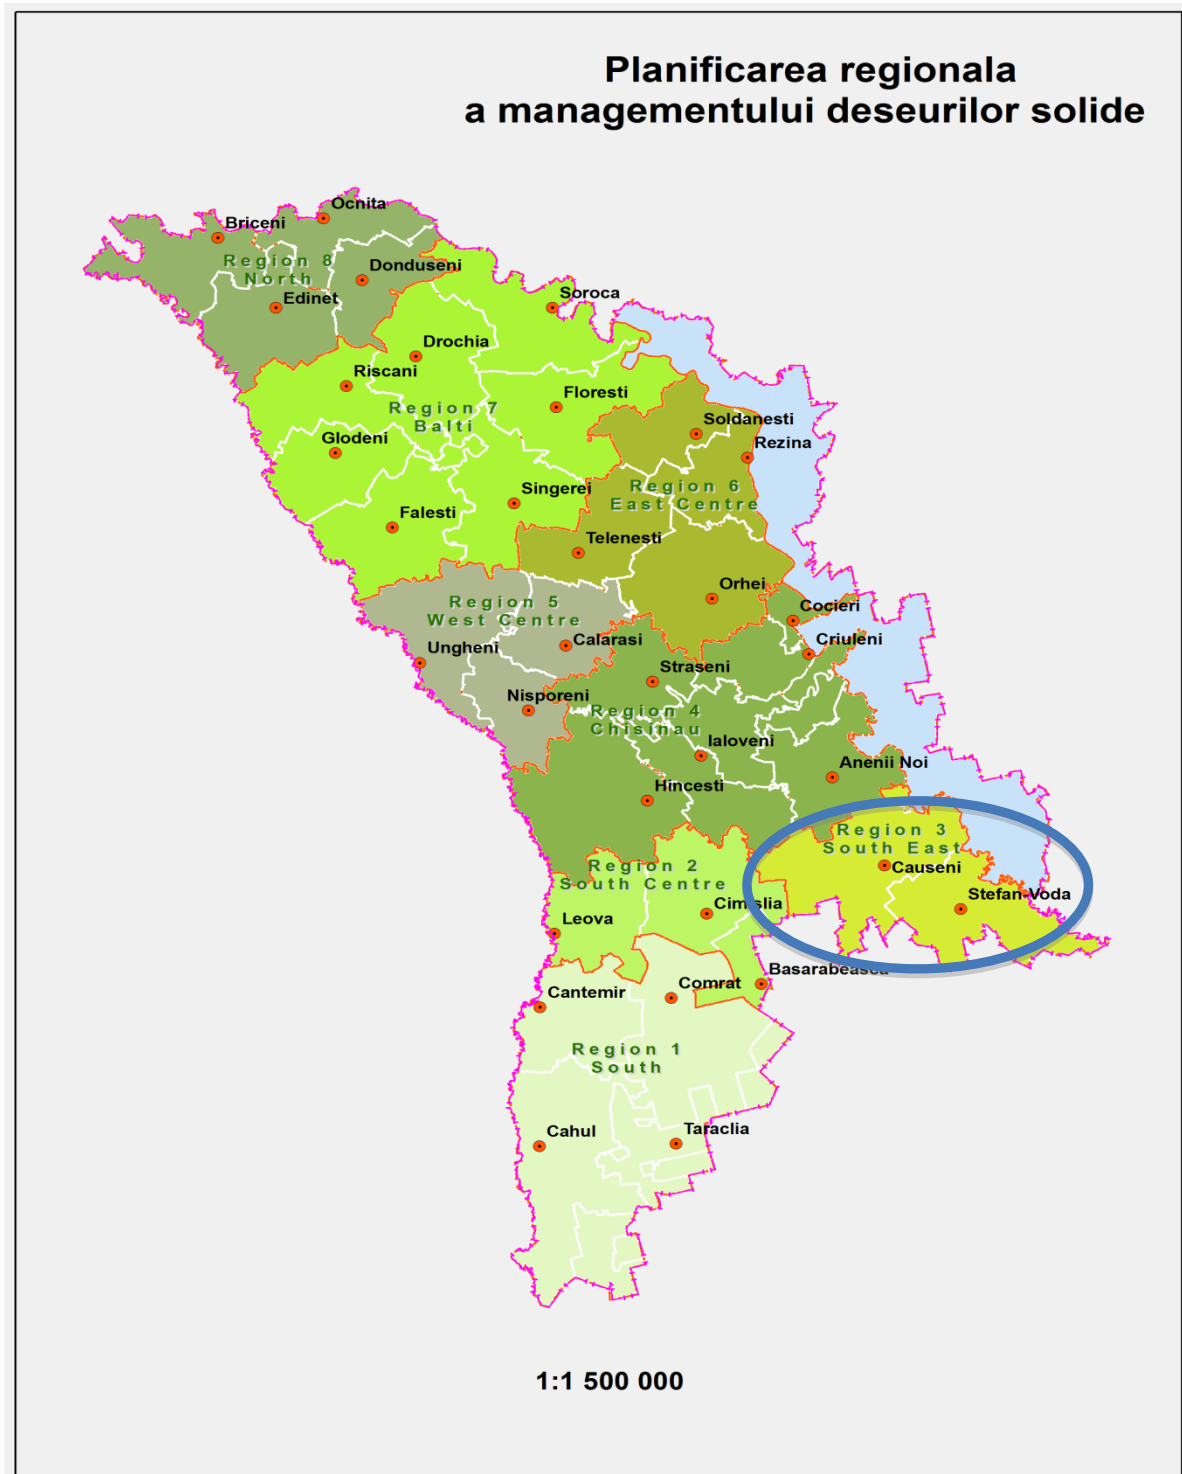 Planificarea regionala
a managementului deseurilor solide
Ocnita
Briceni
Region 8
North
Donduseni
Edinet
Soroca
Drochia
Riscani
Floresti
Region 7
Balti
Soldanesti
Glodeni
Rezina
Region 6
East Centre
Singerei
Falesti
Telenesti
Orhei
Region 5
West Centre
Cocieri
Calarasi
Criuleni
Ungheni
Straseni
Nisporeni
Region 4
Chisinau
Ialoveni
Anenii Noi
Hincesti
Region 3
South East
Region 2
South Centre
Causeni
Stefan-Voda
Cimislia
Leova
Basarabeasca
Comrat
Cantemir
Region 1
South
Cahul
Taraclia
1:1 500 000